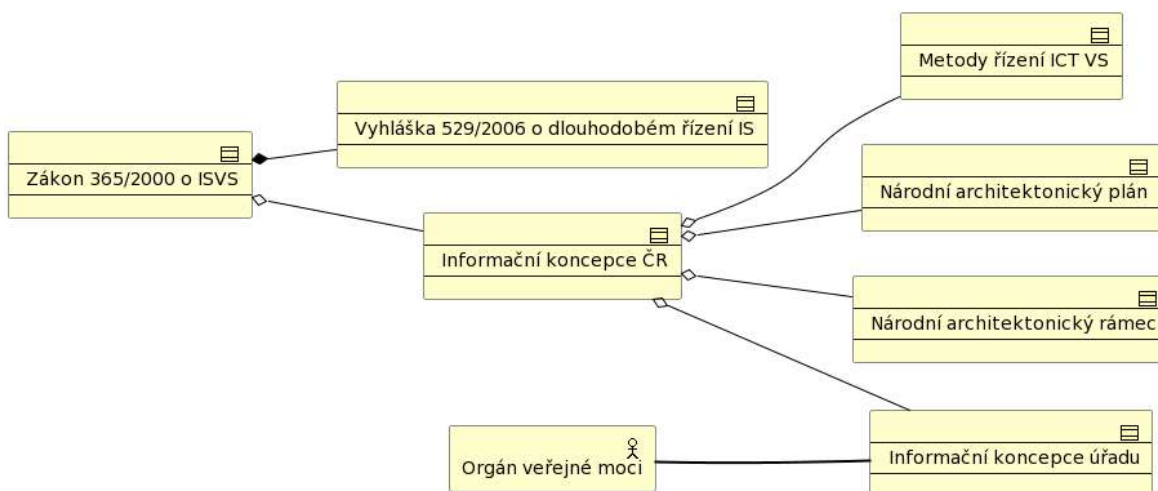 Metody řízení ICT VS
Vyhláška 529/2006 o dlouhodobém řízení IS
Zákon 365/2000 o ISVS
Národní architektonický plán
Informační koncepce ČR
Národní architektonický rámec
Informační koncepce úřadu
Orgán veřejné moci